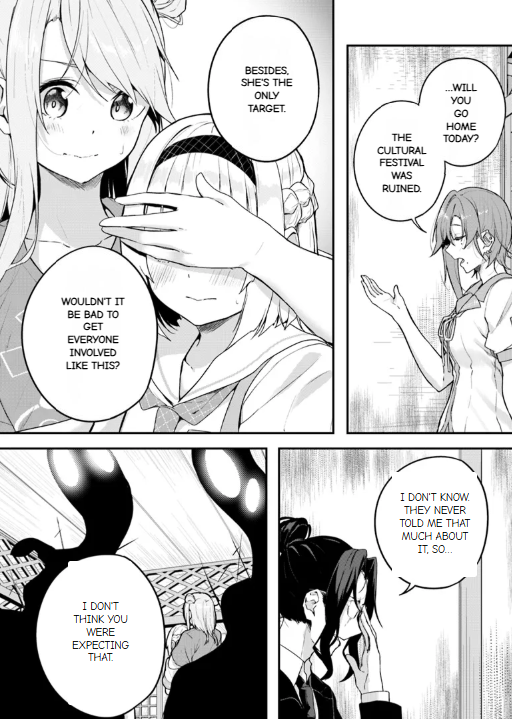 ...WILL
YOU
GO
HOME
TODAY?
THE
CULTURAL
FESTIVAL
WAS
RUINED.
BESIDES,
SHE'S THE
ONLY
TARGET.
WOULDN'T IT
BE BAD TO
GET
EVERYONE
INVOLVED
LIKE THIS?
I DON'T KNOW.
THEY NEVER
TOLD ME THAT
MUCH ABOUT
IT, SO...
I DON'T
THINK YOU
WERE
EXPECTING
THAT.